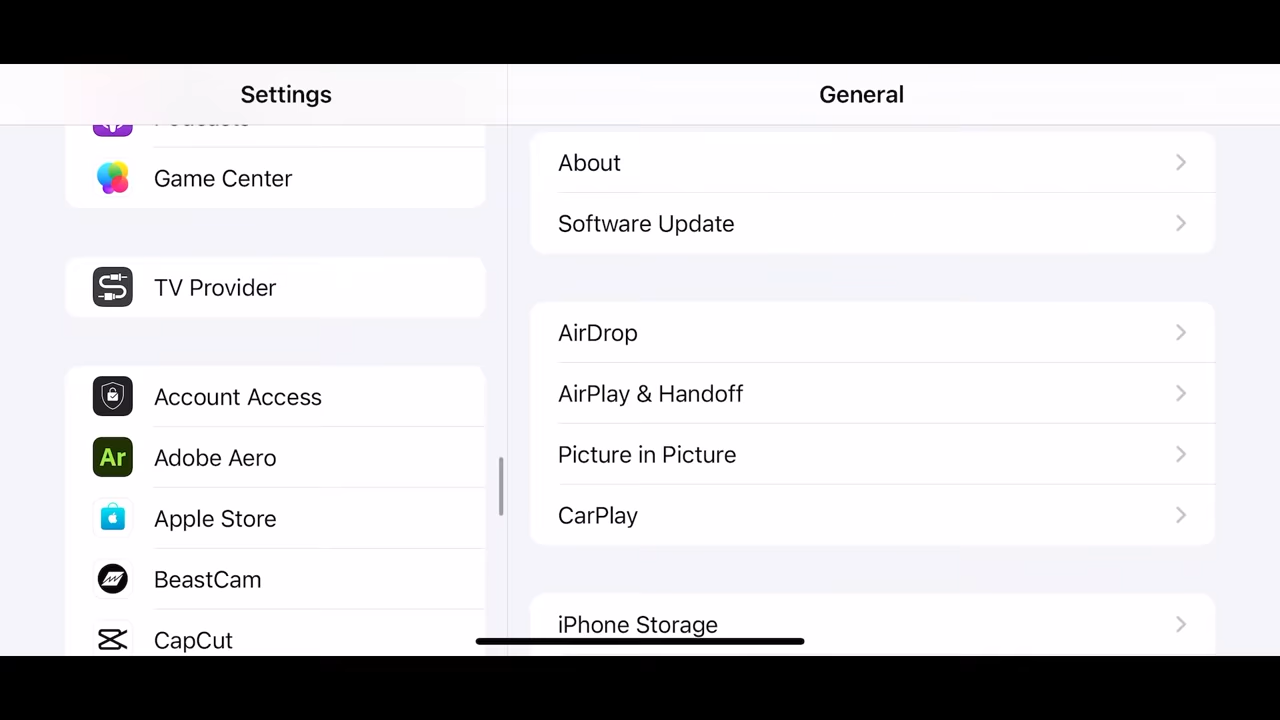 Settings
Game Center
TV Provider
Account Access
Ar
Adobe Aero
Apple Store
BeastCam
CapCut
General
About
Software Update
AirDrop
AirPlay & Handoff
Picture in Picture
CarPlay
iPhone Storage